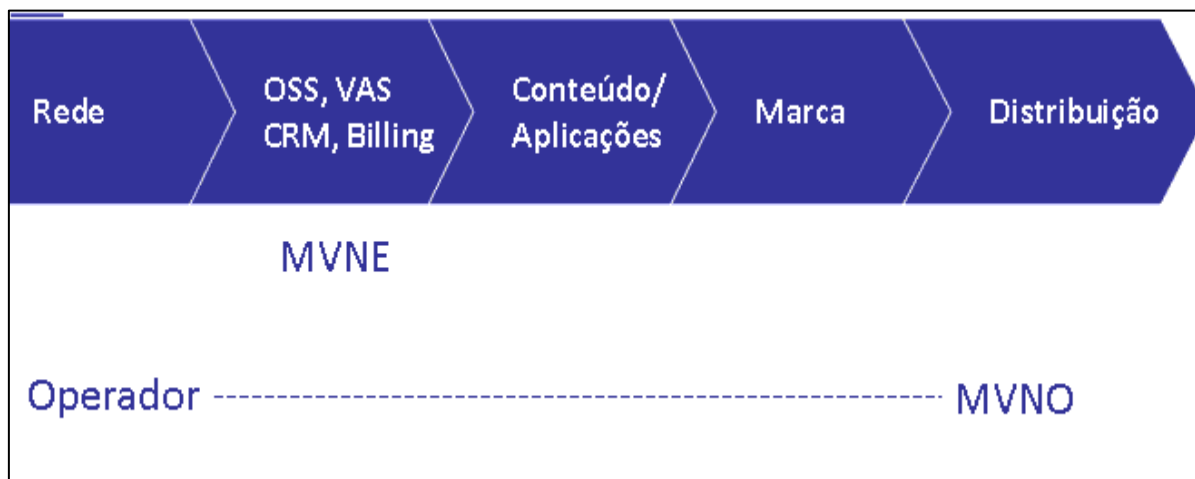 Rede
OSS, VAS
CRM, Billing
Conteúdo/
Aplicações
Marca
Distribuição
MVNE
Operador
MVNO